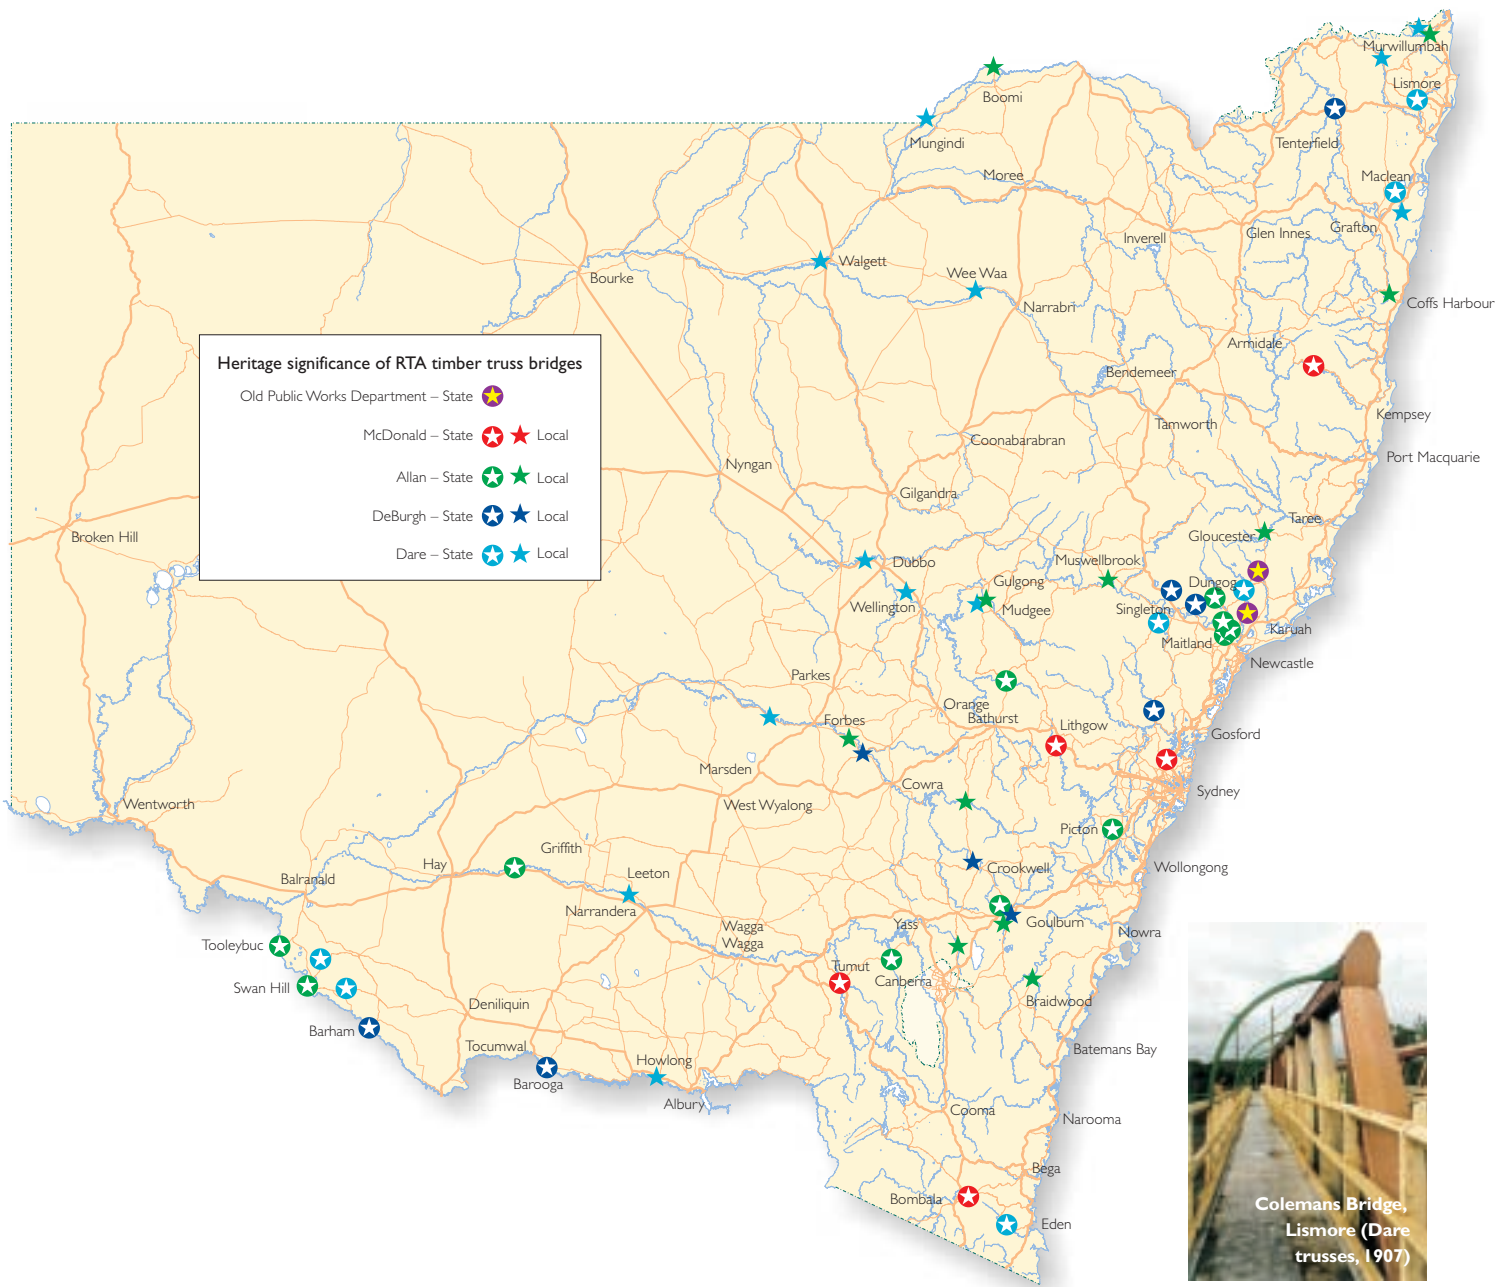 Murwillumbah
Lismore
Boomi
Mungindi
Tenterfield
Moree
Maclean
Inverell
Glen Innes
Grafton
Walgett
Wee Waa
Bourke
Narrabri
Coffs Harbour
Heritage significance of RTA timber truss bridges
Old Public Works Department – State
McDonald – State Local
Allan – State Local
DeBurgh – State Local
Dare – State Local
Armidale
Bendemeer
Kempsey
Tamworth
Coonabarabran
Port Macquarie
Nyngan
Gilgandra
Broken Hill
Taree
Gloucester
Dubbo
Muswellbrook
Gulgong
Dungog
Wellington
Mudgee
Singleton
Karuah
Maitland
Newcastle
Parkes
Orange
Bathurst
Forbes
Lithgow
Gosford
Marsden
Cowra
Sydney
Wentworth
West Wyalong
Picton
Griffith
Hay
Crookwell
Wollongong
Leeton
Balranald
Narrandera
Yass
Goulburn
Wagga
Wagga
Nowra
Tooleybuc
Tumut
Canberra
Swan Hill
Braidwood
Deniliquin
Barham
Tocumwal
Batemans Bay
Howlong
Barooga
Albury
Cooma
Narooma
Bega
Bombala
Eden
Colemans Bridge,
Lismore (Dare
trusses, 1907)